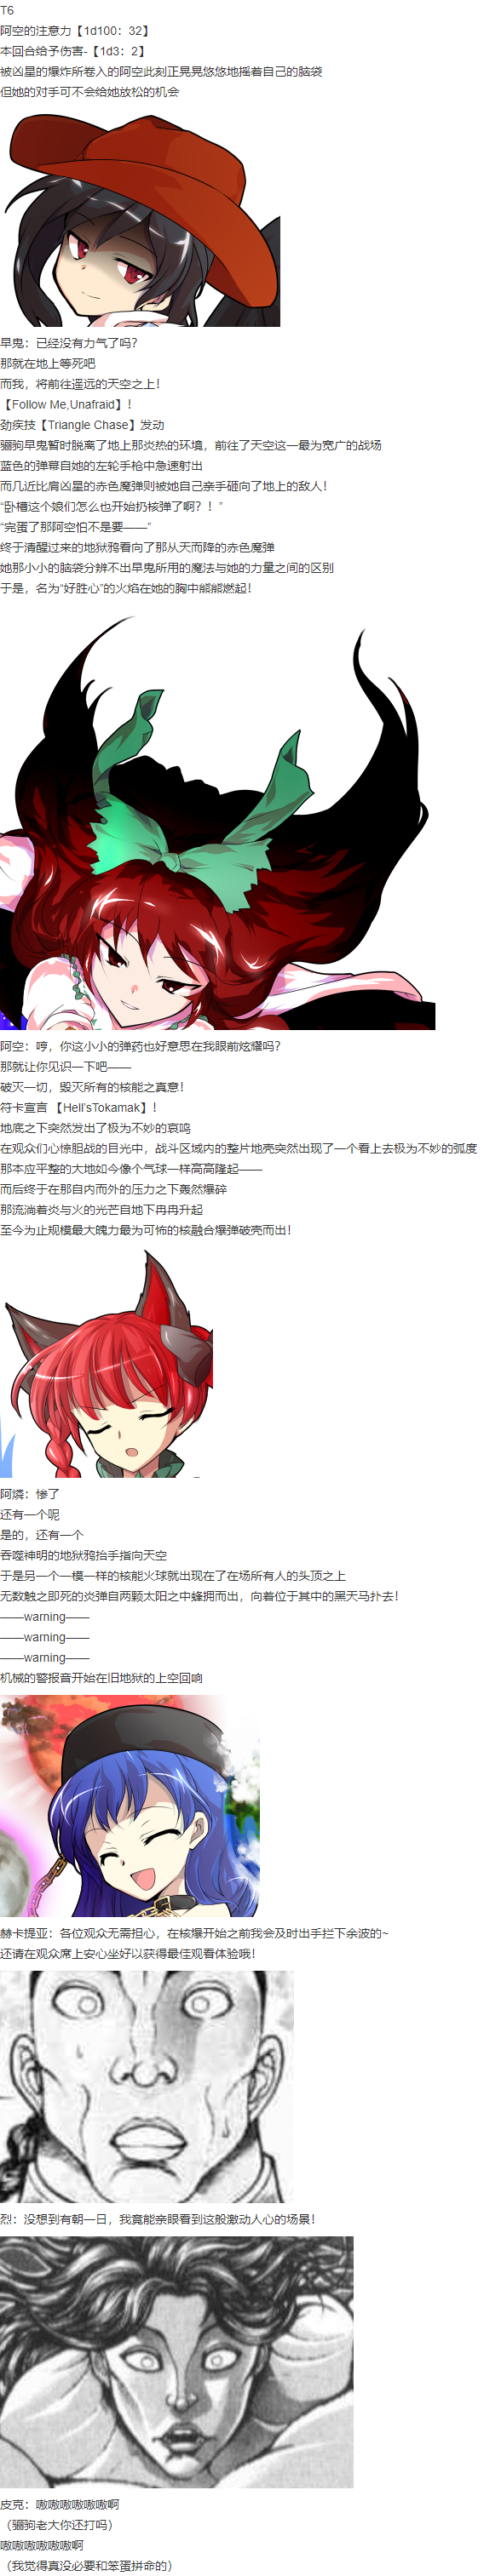 T6
阿空的注意力【1d100：32】
本回合给予伤害-【1d3：2】
被凶星的爆炸所卷入的阿空此刻正晃晃悠悠地摇着自己的脑袋
但她的对手可不会给她放松的机会
早鬼：已经没有力气了吗？
那就在地上等死吧
而我，将前往遥远的天空之上！
【Follow Me,Unafraid】！
劲疾技【Triangle Chase】发动
骊驹早鬼暂时脱离了地上那炎热的环境，前往了天空这一最为宽广的战场
蓝色的弹幕自她的左轮手枪中急速射出
而几近比肩凶星的赤色魔弹则被她自己亲手砸向了地上的敌人！
“卧槽这个娘们怎么也开始扔核弹了啊？！”
“完蛋了那阿空怕不是要——”
终于清醒过来的地狱鸦看向了那从天而降的赤色魔弹
她那小小的脑袋分辨不出早鬼所用的魔法与她的力量之间的区别
于是，名为“好胜心”的火焰在她的胸中熊熊燃起！
阿空：哼，你这小小的弹药也好意思在我眼前炫耀吗？
那就让你见识一下吧——
破灭一切，毁灭所有的核能之真意！
符卡宣言 【Hell'sTokamak】！
地底之下突然发出了极为不妙的哀鸣
在观众们心惊胆战的目光中，战斗区域内的整片地壳突然出现了一个看上去极为不妙的弧度
那本应平整的大地如今像个气球一样高高隆起——
而后终于在那自内而外的压力之下轰然爆碎
那流淌着炎与火的光芒自地下冉冉升起
至今为止规模最大魄力最为可怖的核融合爆弹破壳而出！
阿燐：惨了
还有一个呢
是的，还有一个
吞噬神明的地狱鸦抬手指向天空
于是另一个一模一样的核能火球就出现在了在场所有人的头顶之上
无数触之即死的炎弹自两颗太阳之中蜂拥而出，向着位于其中的黑天马扑去！
——warning——
——warning——
——warning——
机械的警报音开始在旧地狱的上空回响
赫卡提亚：各位观众无需担心，在核爆开始之前我会及时出手拦下余波的~
还请在观众席上安心坐好以获得最佳观看体验哦！
烈：没想到有朝一日，我竟能亲眼看到这般激动人心的场景！
皮克：嗷嗷嗷嗷嗷嗷啊
（骊驹老大你还打吗）
嗷嗷嗷嗷嗷嗷啊
（我觉得真没必要和笨蛋拼命的）